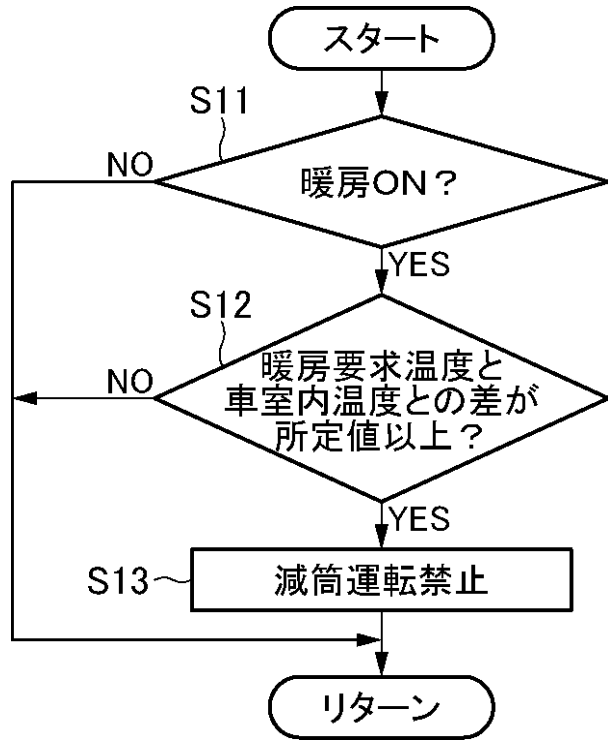 スタート
S11
NO
暖房ON？
YES
S12
NO
暖房要求温度と
車室内温度との差が
所定値以上？
YES
S13
減筒運転禁止
リターン